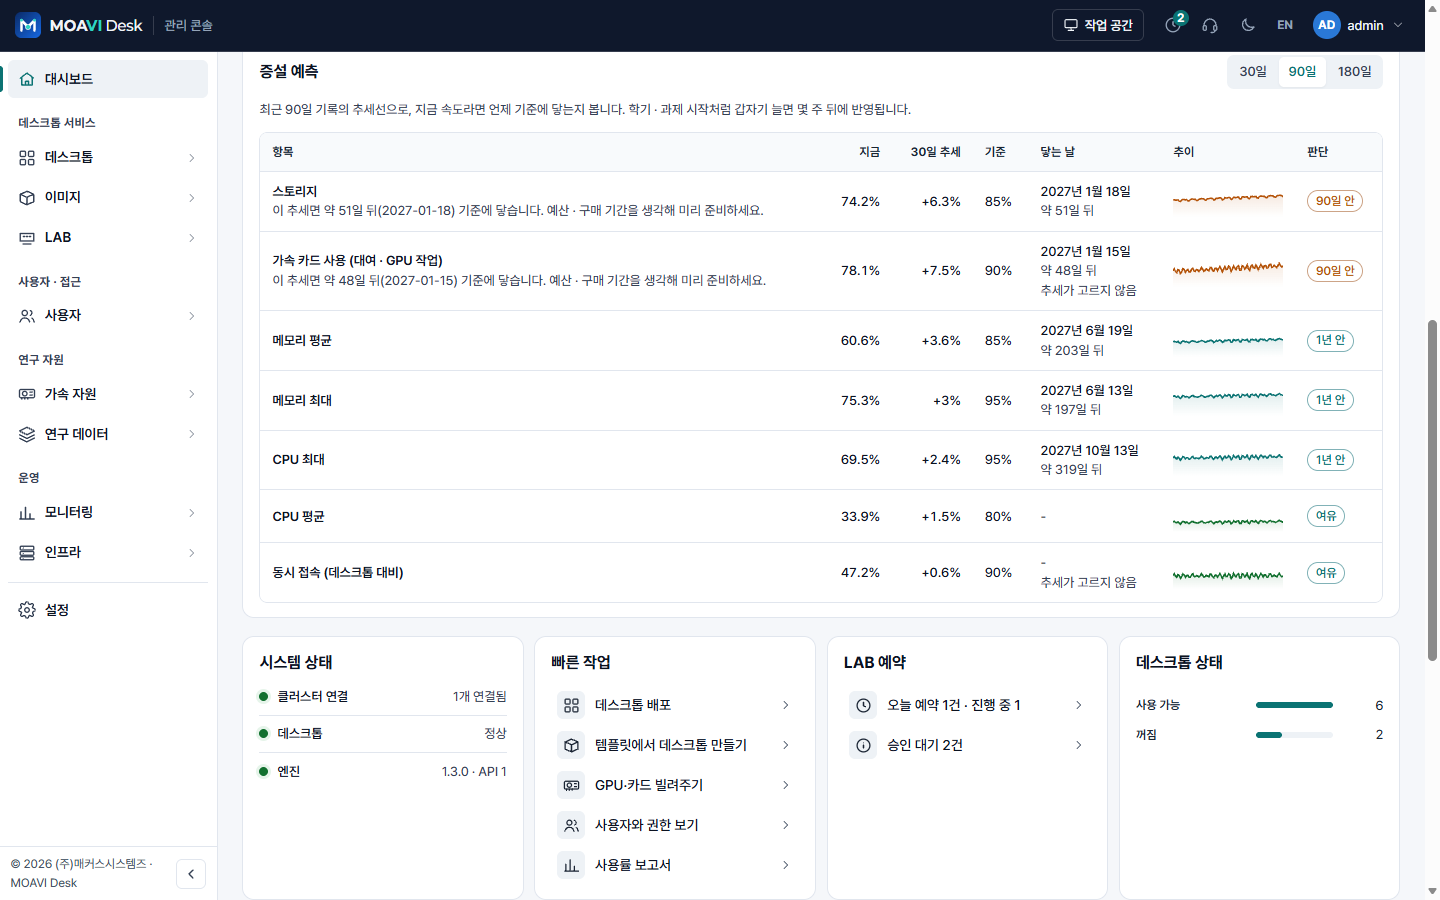 MOAVI Desk
관리 콘솔
작업 공간
2
EN
AD
admin
대시보드
데스크톱 서비스
데스크톱
이미지
LAB
사용자 · 접근
사용자
연구 자원
가속 자원
연구 데이터
운영
모니터링
인프라
설정
© 2026 (주)매커스시스템즈 ·
MOAVI Desk
증설 예측
30일 90일 180일
최근 90일 기록의 추세선으로, 지금 속도라면 언제 기준에 닿는지 봅니다. 학기 · 과제 시작처럼 갑자기 늘면 몇 주 뒤에 반영됩니다.
항목 지금 30일 추세 기준 닿는 날 추이 판단
스토리지
이 추세면 약 51일 뒤(2027-01-18) 기준에 닿습니다. 예산 · 구매 기간을 생각해 미리 준비하세요.
74.2% +6.3% 85%
2027년 1월 18일
약 51일 뒤
90일 안
가속 카드 사용 (대여 · GPU 작업)
이 추세면 약 48일 뒤(2027-01-15) 기준에 닿습니다. 예산 · 구매 기간을 생각해 미리 준비하세요.
78.1% +7.5% 90%
2027년 1월 15일
약 48일 뒤
추세가 고르지 않음
90일 안
메모리 평균
60.6% +3.6% 85%
2027년 6월 19일
약 203일 뒤
1년 안
메모리 최대
75.3% +3% 95%
2027년 6월 13일
약 197일 뒤
1년 안
CPU 최대
69.5% +2.4% 95%
2027년 10월 13일
약 319일 뒤
1년 안
CPU 평균
33.9% +1.5% 80% - 여유
동시 접속 (데스크톱 대비)
47.2% +0.6% 90%
-
추세가 고르지 않음
여유
시스템 상태
클러스터 연결 1개 연결됨
데스크톱 정상
엔진 1.3.0 · API 1
빠른 작업
데스크톱 배포
템플릿에서 데스크톱 만들기
GPU·카드 빌려주기
사용자와 권한 보기
사용률 보고서
LAB 예약
오늘 예약 1건 · 진행 중 1
승인 대기 2건
데스크톱 상태
사용 가능 6
꺼짐 2